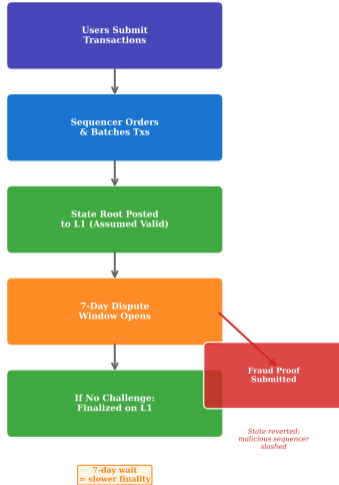 Users Submit
Transactions
Sequencer Orders
& Batches Txs
State Root Posted
to L1 (Assumed Valid)
7-Day Dispute
Window Opens
Fraud Proof
Submitted
If No Challenge:
Finalized on L1
State reverted;
malicious sequencer
slashed
7-day wait
= slower finality